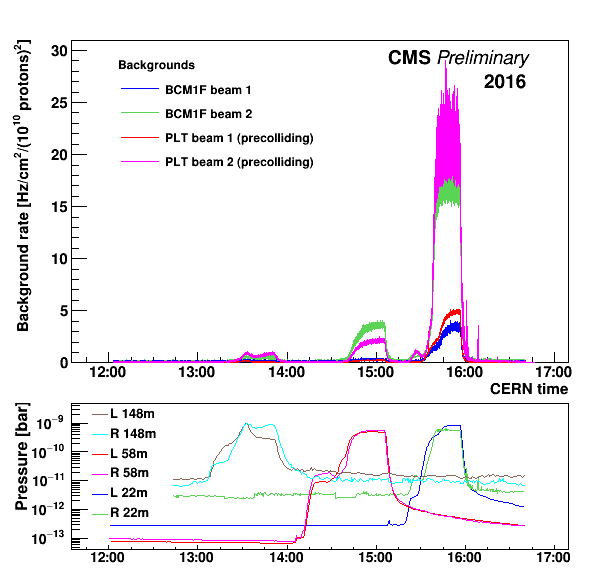 CMS Preliminary
2016
Backgrounds
BCM1F beam 1
BCM1F beam 2
PLT beam 1 (precolliding)
PLT beam 2 (precolliding)
Background rate [Hz/cm²/(10¹⁰ protons)²]
30
25
20
15
10
5
0
12:00 13:00 14:00 15:00 16:00 17:00
CERN time
Pressure [bar]
10⁻⁹
10⁻¹⁰
10⁻¹¹
10⁻¹²
10⁻¹³
L 148m
R 148m
L 58m
R 58m
L 22m
R 22m
12:00 13:00 14:00 15:00 16:00 17:00